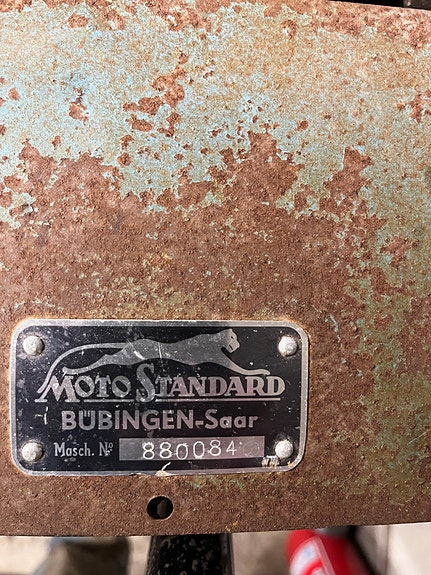 MOTO STANDARD
BÜBINGEN-Saar
Masch. Nº 880084